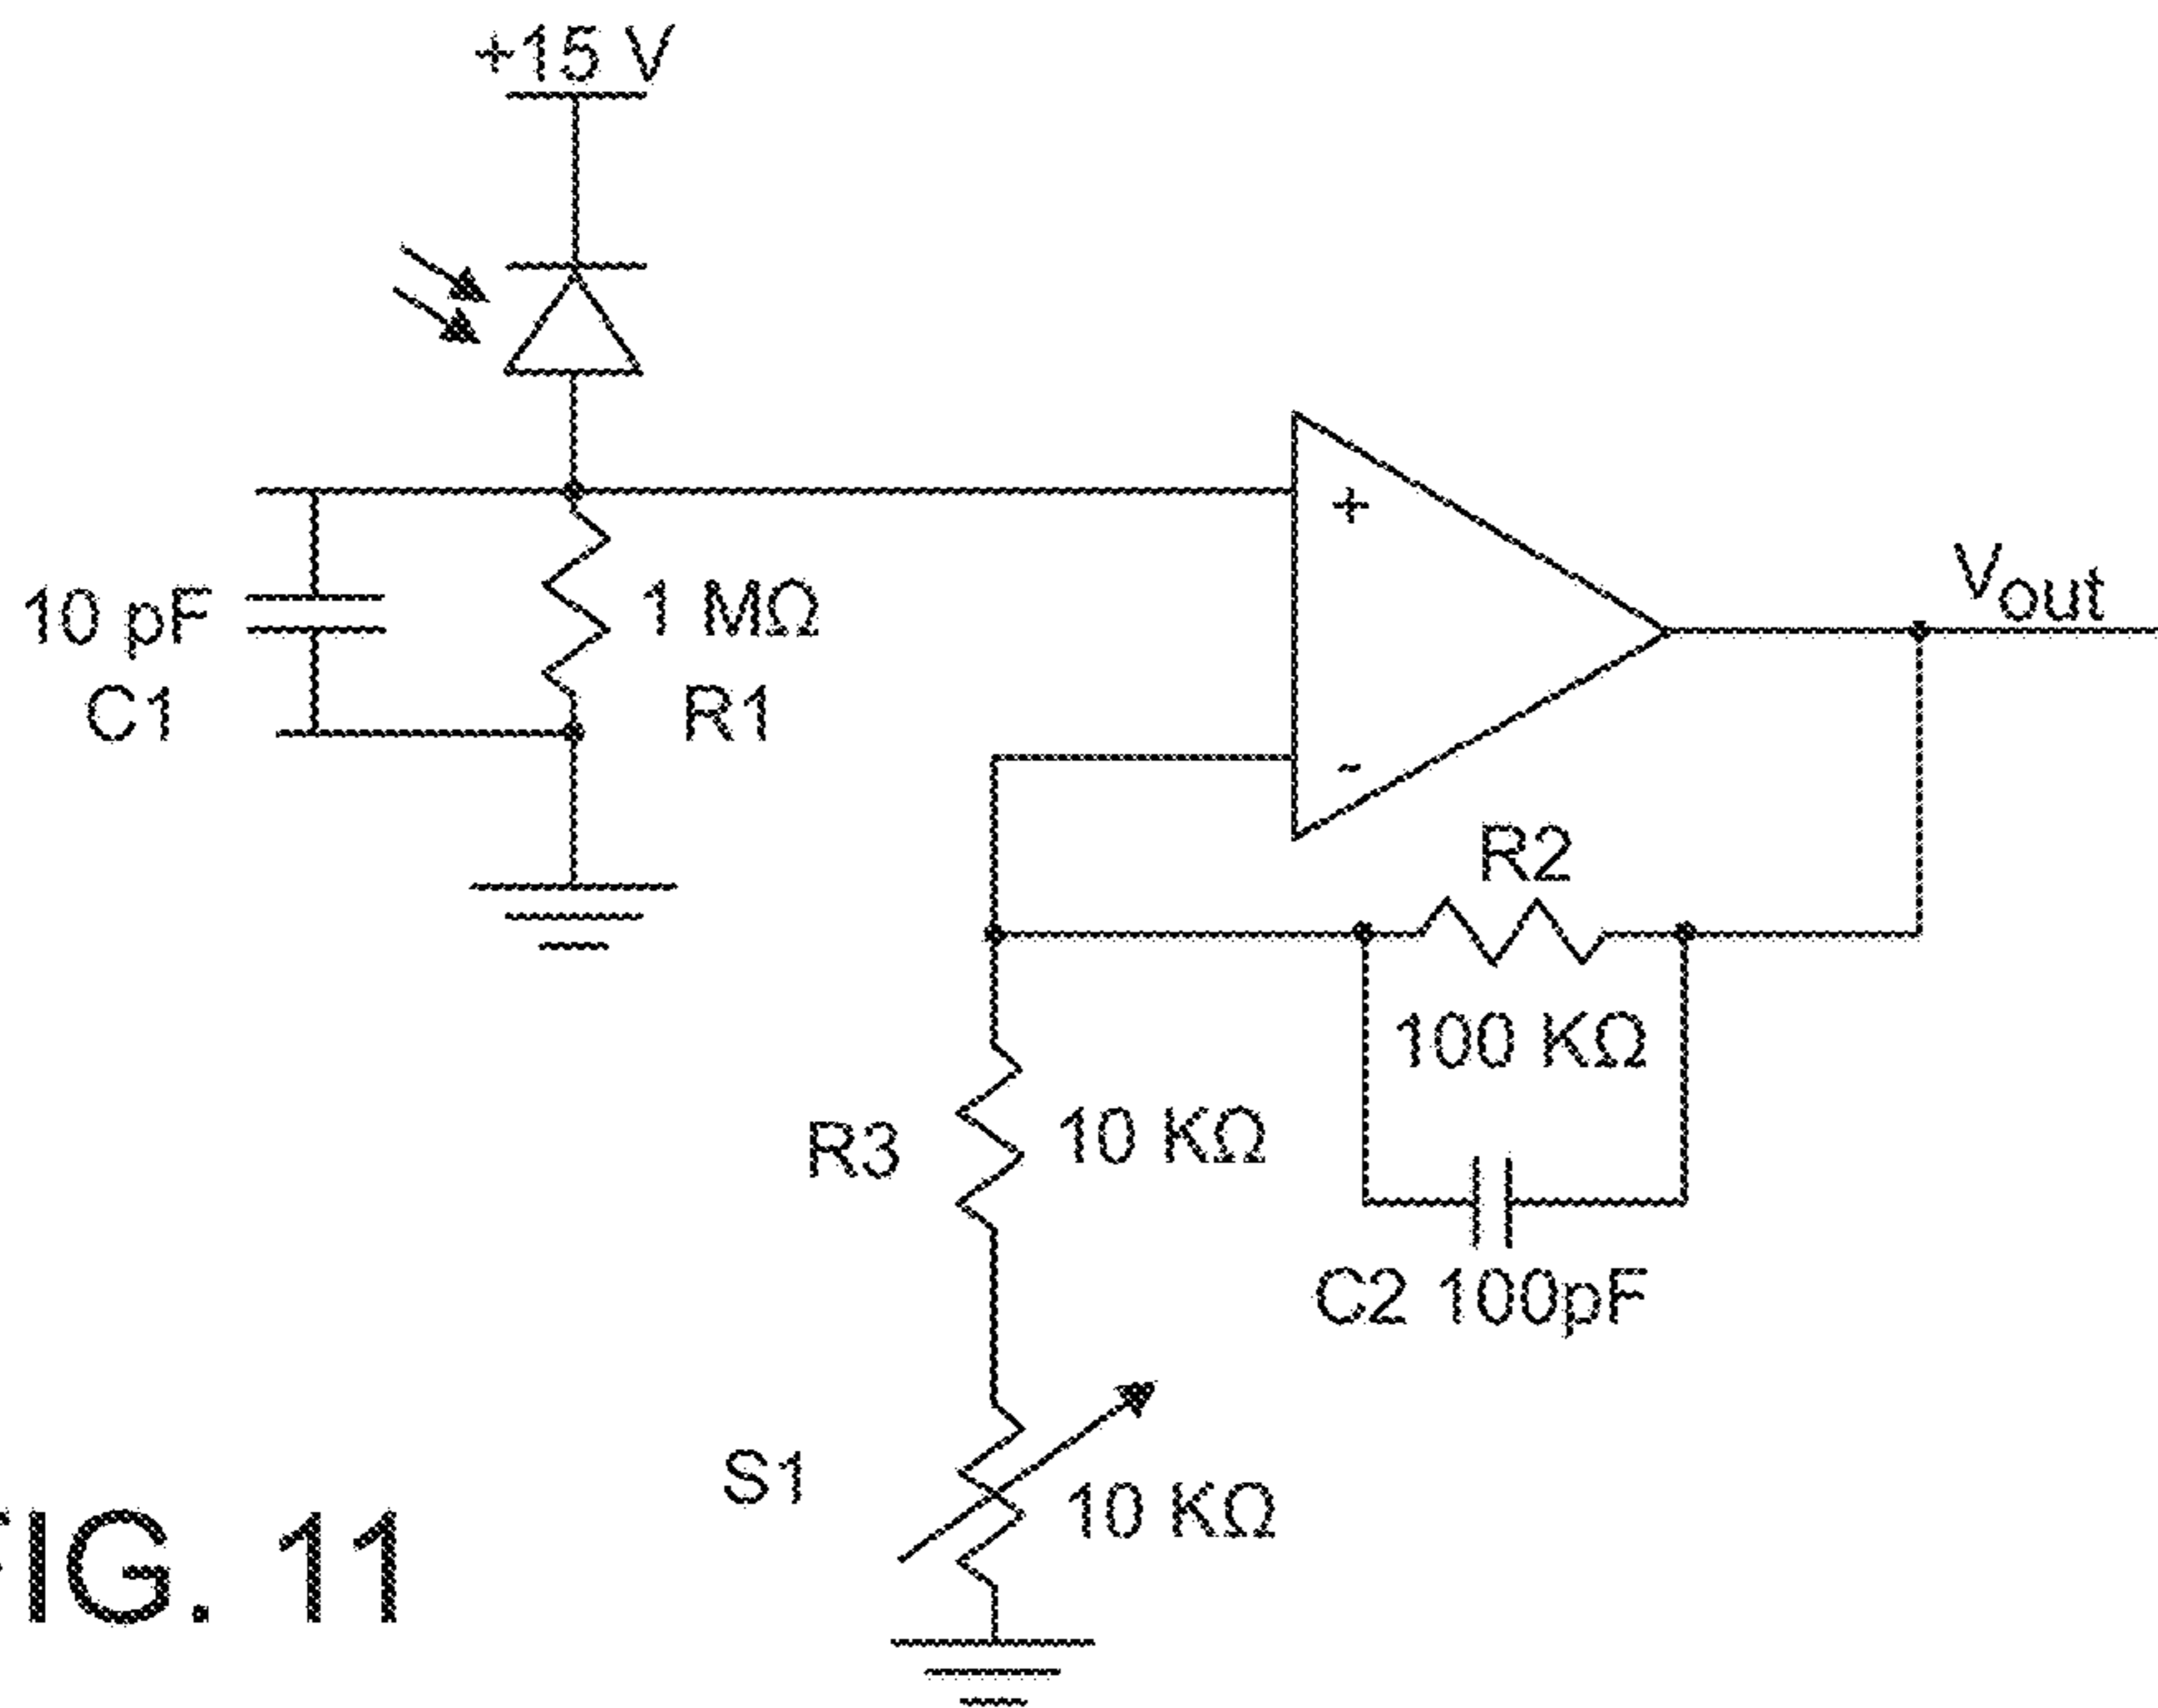 +15 V
10 pF
C1
1 MΩ
R1
+
-
Vout
R2
100 KΩ
R3
10 KΩ
C2 100pF
S1
10 KΩ
FIG. 11